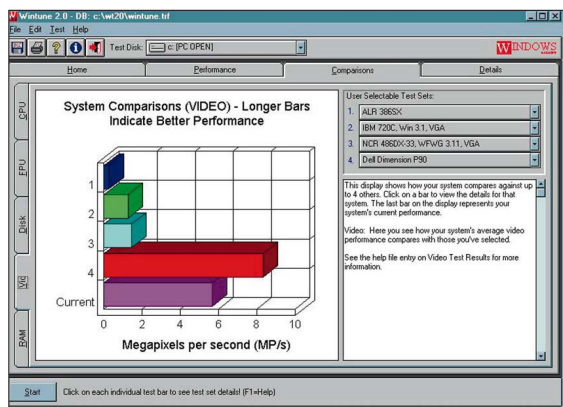 Wintune 2.0 - DB: c:\wt20\wintune.trf
File Edit Test Help
Test Disk: c: [PC OPEN]
WINDOWS
Home Performance Comparisons Details
CPU
FPU
Disk
Vid
RAM
System Comparisons (VIDEO) - Longer Bars
Indicate Better Performance
1
2
3
4
Current
0 2 4 6 8 10
Megapixels per second (MP/s)
User Selectable Test Sets:
1. ALR 386SX
2. IBM 720C, Win 3.1, VGA
3. NCR 486DX-33, WFWG 3.11, VGA
4. Dell Dimension P90
This display shows how your system compares against up
to 4 others. Click on a bar to view the details for that
system. The last bar on the display represents your
system's current performance.
Video: Here you see how your system's average video
performance compares with those you've selected.
See the help file entry on Video Test Results for more
information.
Start Click on each individual test bar to see test set details! (F1=Help)